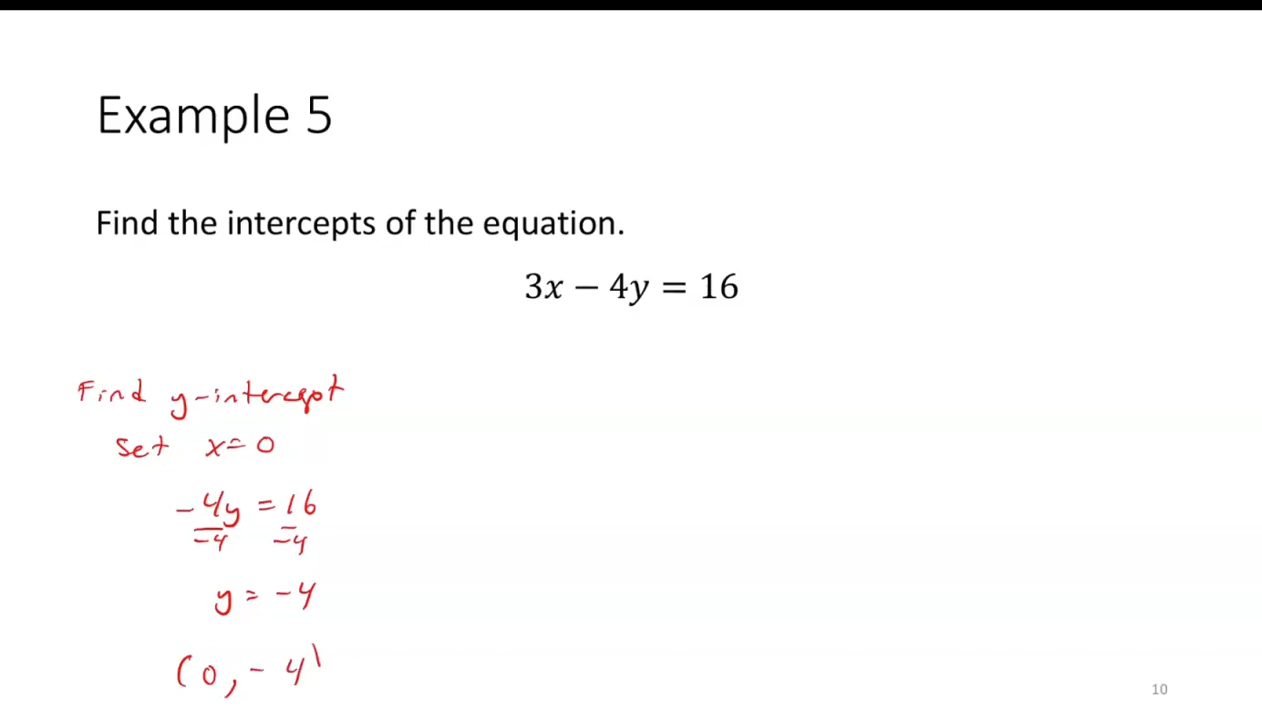 Example 5
Find the intercepts of the equation.
3x − 4y = 16
Find y-intercept
Set x=0
-4y = 16
-4 -4
y = -4
(0, -4)
10